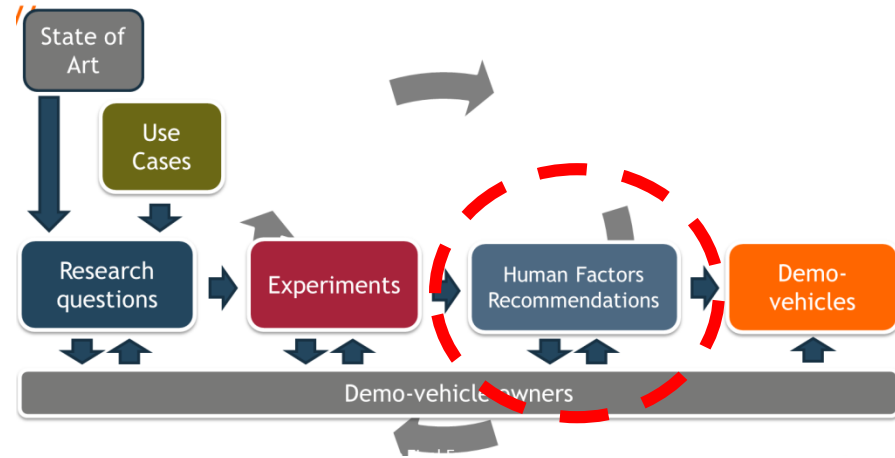 State of
Art
Use
Cases
Research
questions
Experiments
Human Factors
Recommendations
Demo-
vehicles
Demo-vehicle owners